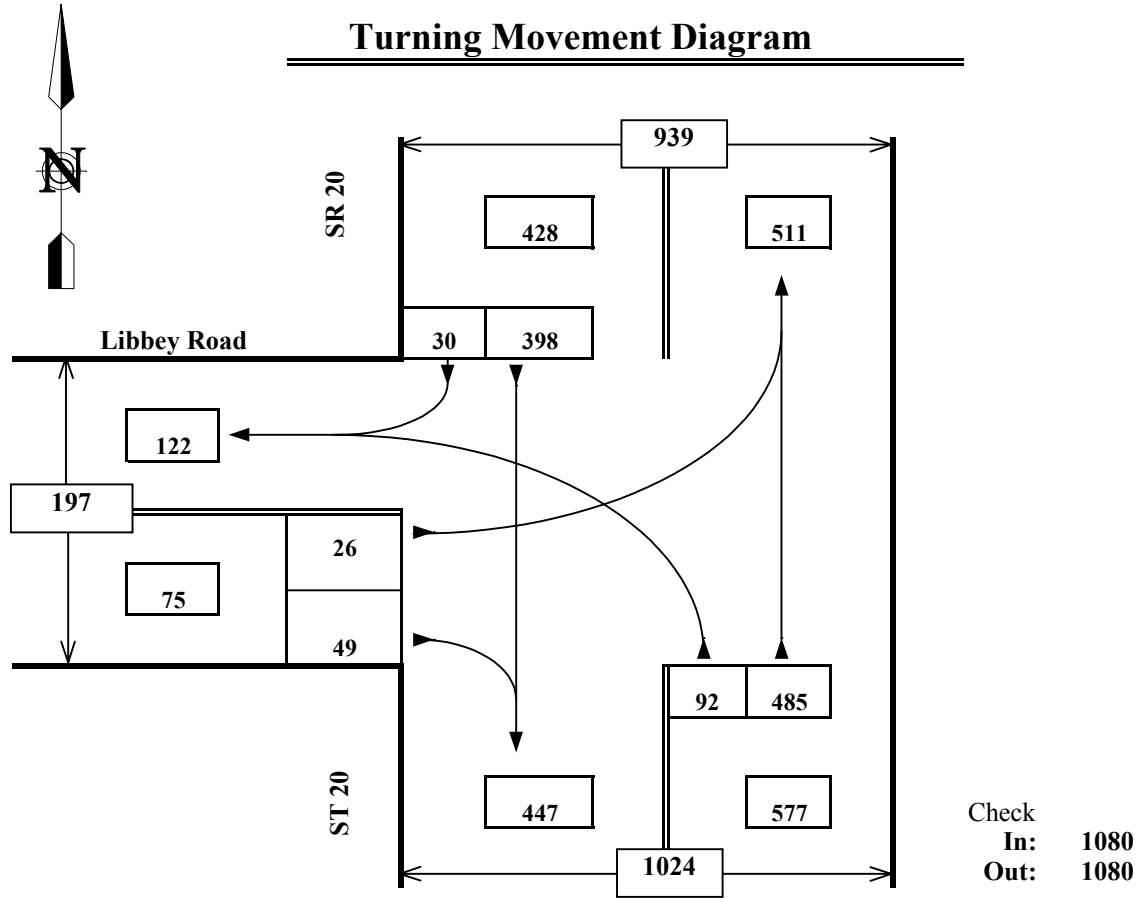 Turning Movement Diagram
939
N
SR 20
428
511
Libbey Road
30
398
122
197
26
75
49
92
485
ST 20
447
577
1024
Check
In: 1080
Out: 1080